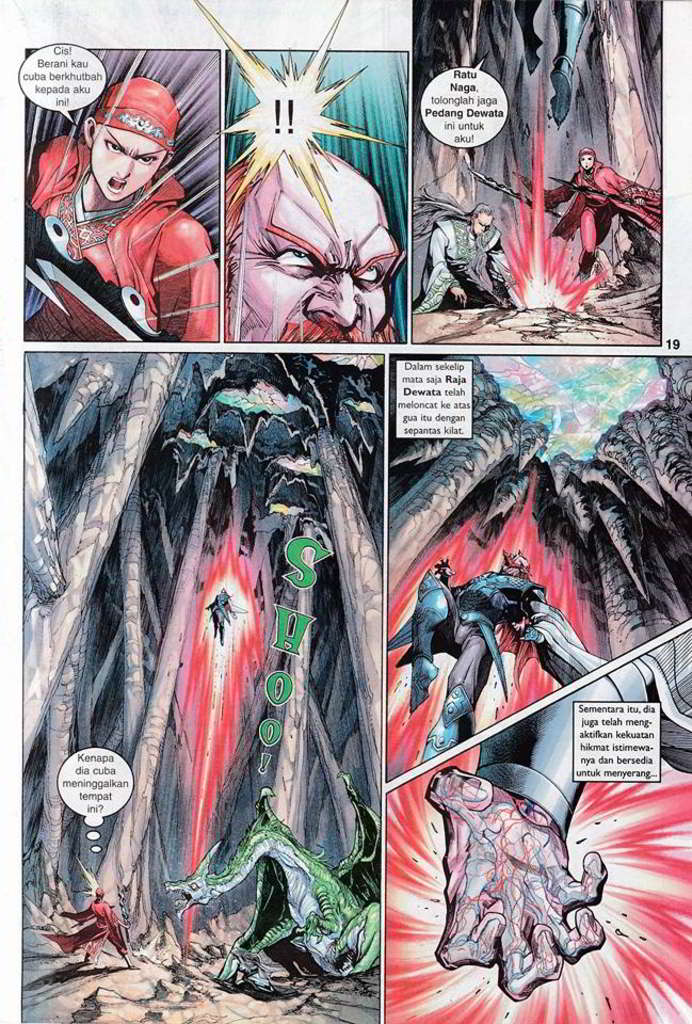 Cis!
Berani kau
cuba berkhutbah
kepada aku
ini!
!!
Ratu
Naga,
tolonglah jaga
Pedang Dewata
ini untuk
aku!
19
SHOOO!
Kenapa
dia cuba
meninggalkan
tempat
ini?
Dalam sekelip
mata saja Raja
Dewata telah
meloncat ke atas
gua itu dengan
sepantas kilat.
Sementara itu, dia
juga telah meng-
aktifkan kekuatan
hikmat istimewa-
nya dan bersedia
untuk menyerang...